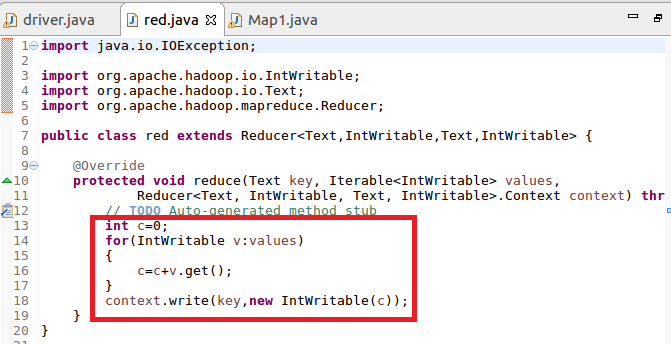 driver.java red.java Map1.java
1 import java.io.IOException;
2
3 import org.apache.hadoop.io.IntWritable;
4 import org.apache.hadoop.io.Text;
5 import org.apache.hadoop.mapreduce.Reducer;
6
7 public class red extends Reducer<Text,IntWritable,Text,IntWritable> {
8
9 @Override
10 protected void reduce(Text key, Iterable<IntWritable> values,
11 Reducer<Text, IntWritable, Text, IntWritable>.Context context) thr
12 // TODO Auto-generated method stub
13 int c=0;
14 for(IntWritable v:values)
15 {
16 c=c+v.get();
17 }
18 context.write(key,new IntWritable(c));
19 }
20 }